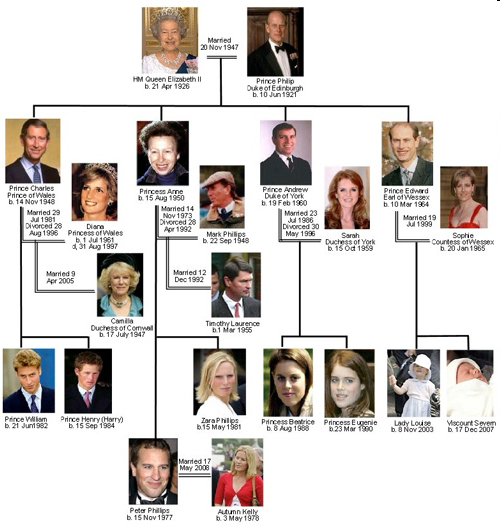 Married
20 Nov 1947
HM Queen Elizabeth II
b. 21 Apr 1926
Prince Philip
Duke of Edinburgh
b. 10 Jun 1921
Prince Charles
Prince of Wales
b. 14 Nov 1948
Princess Anne
b. 15 Aug 1950
Prince Andrew
Duke of York
b. 19 Feb 1960
Prince Edward
Earl of Wessex
b. 10 Mar 1964
Married 29
Jul 1981
Divorced 28
Aug 1996
Diana
Princess of Wales
b, 1 Jul 1961
d, 31 Aug 1997
Married 14
Nov 1973
Divorced 28
Apr 1992
Mark Phillips
b. 22 Sep 1948
Married 23
Jul 1986
Divorced 30
May 1996
Sarah
Duchess of York
b. 15 Oct 1959
Married 19
Jul 1999
Sophie
Countess of Wessex
b. 20 Jan 1965
Married 9
Apr 2005
Camilla
Duchess of Cornwall
b. 17 July 1947
Married 12
Dec 1992
Timothy Laurence
b.1 Mar 1955
Prince William
b. 21 Jun1982
Prince Henry (Harry)
b. 15 Sep 1984
Zara Phillips
b.15 May 1981
Princess Beatrice
b. 8 Aug 1988
Princess Eugenie
b.23 Mar 1990
Lady Louise
b. 8 Nov 2003
Viscount Severn
b. 17 Dec 2007
Married 17
May 2008
Peter Phillips
b. 15 Nov 1977
Autumn Kelly
b. 3 May 1978